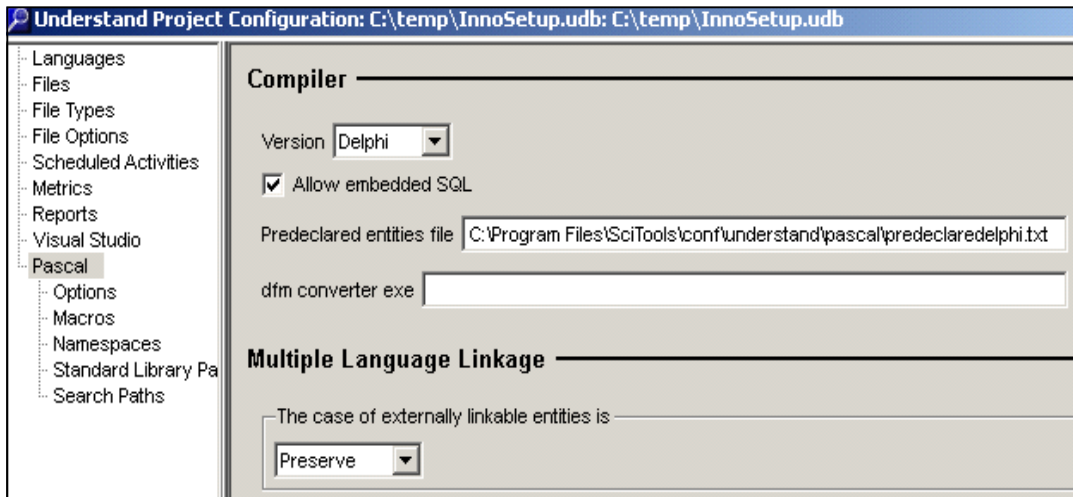 Understand Project Configuration: C:\temp\InnoSetup.udb: C:\temp\InnoSetup.udb
Languages
Files
File Types
File Options
Scheduled Activities
Metrics
Reports
Visual Studio
Pascal
Options
Macros
Namespaces
Standard Library Pa
Search Paths
Compiler
Version Delphi
Allow embedded SQL
Predeclared entities file C:\Program Files\SciTools\conf\understand\pascal\predeclareddelphi.txt
dfm converter exe
Multiple Language Linkage
The case of externally linkable entities is
Preserve